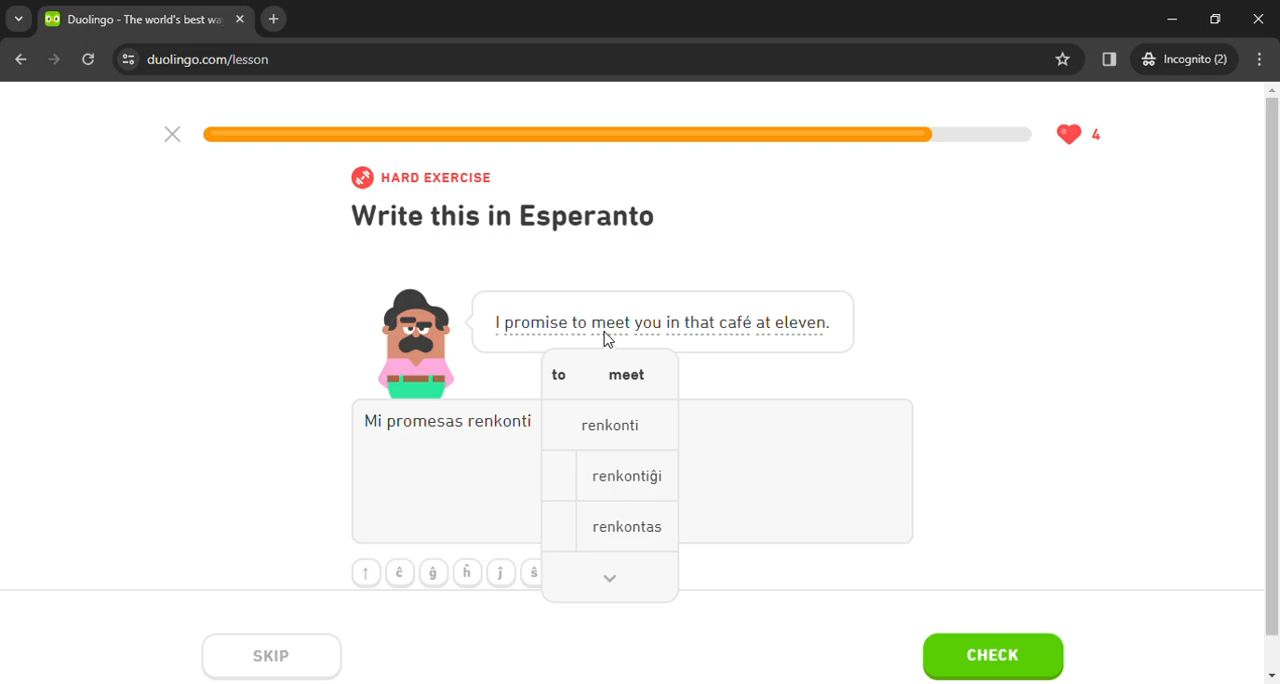 Duolingo - The world's best wa
duolingo.com/lesson
Incognito (2)
4
HARD EXERCISE
Write this in Esperanto
I promise to meet you in that café at eleven.
to meet
Mi promesas renkonti
renkonti
renkontiĝi
renkontas
↑ ĉ ĝ ĥ ĵ ŝ
SKIP
CHECK